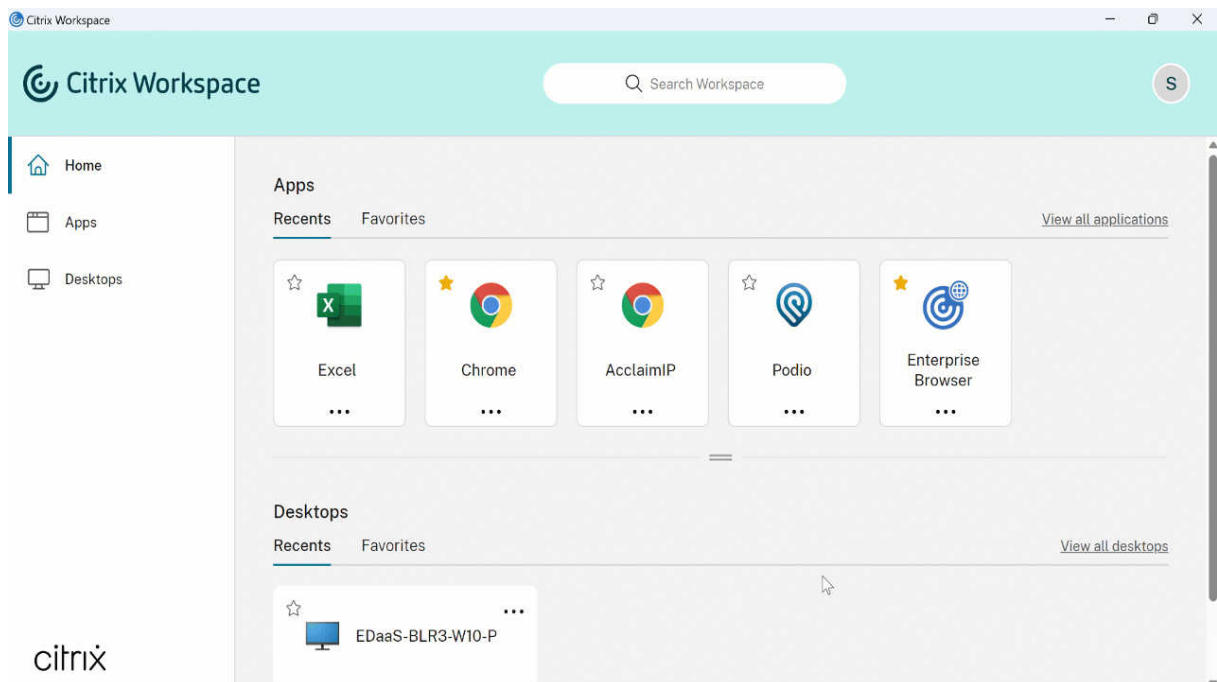 Citrix Workspace
Citrix Workspace
Search Workspace
S
Home
Apps
Desktops
Apps
Recents Favorites View all applications
Excel
Chrome
AcclaimIP
Podio
Enterprise
Browser
Desktops
Recents Favorites View all desktops
EDaaS-BLR3-W10-P
citrix